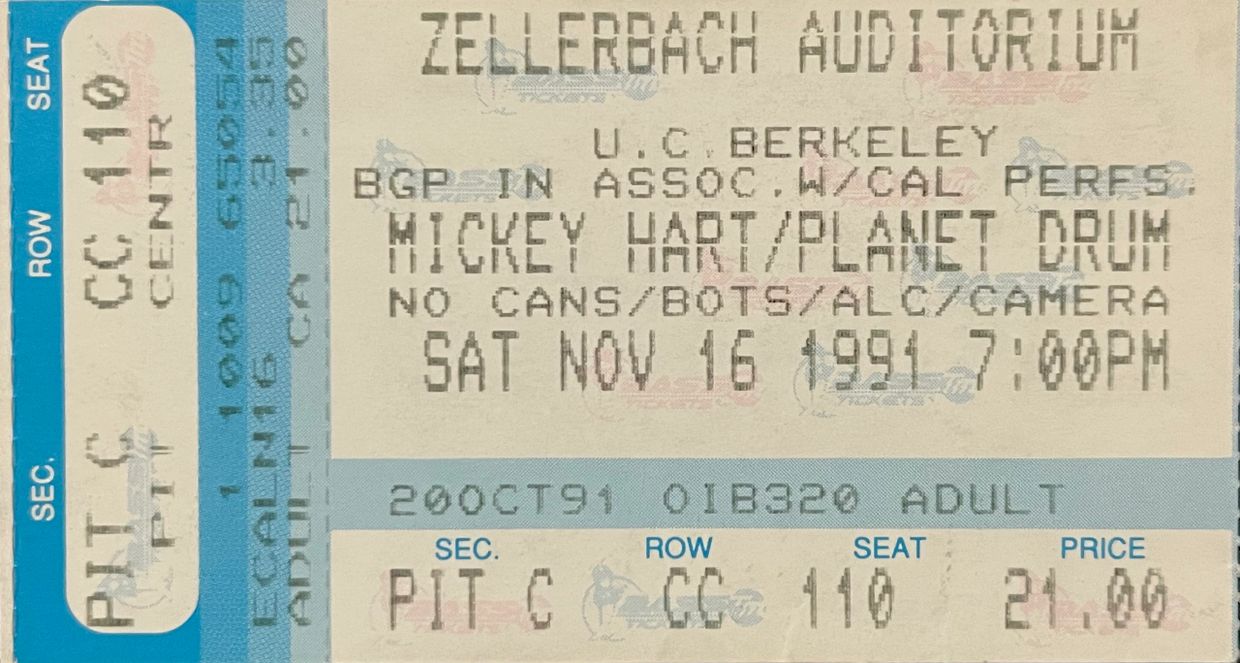 SEC. ROW SEAT
PIT C CC 110
PIT CENTR
1 1009 6505054
ECALN16 3.35
ADULT CA 21.00
ZELLERBACH AUDITORIUM
U.C.BERKELEY
BGP IN ASSOC.W/CAL PERFS.
MICKEY HART/PLANET DRUM
NO CANS/BOTS/ALC/CAMERA
SAT NOV 16 1991 7:00PM
20OCT91 OIB320 ADULT
SEC. ROW SEAT PRICE
PIT C CC 110 21.00